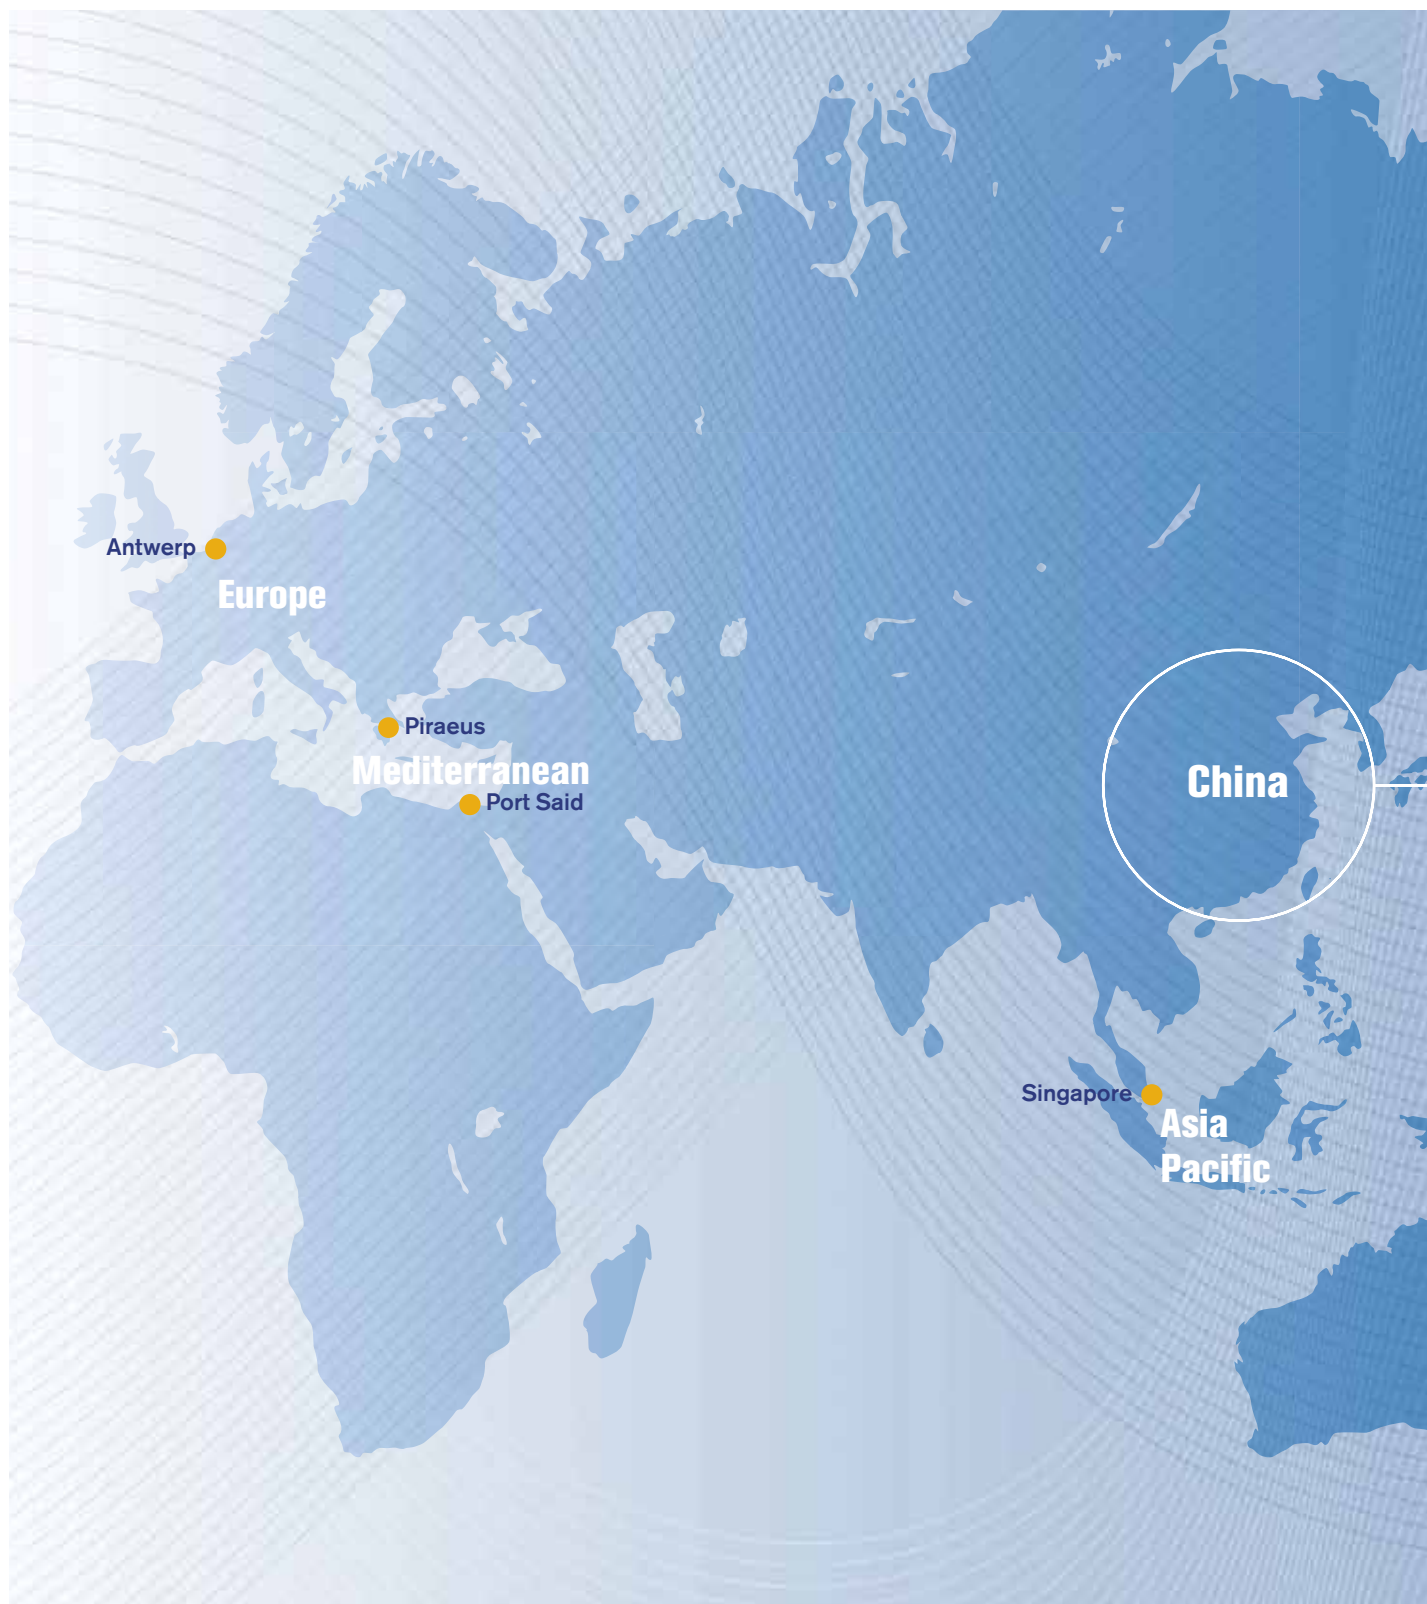 Antwerp
Europe
Piraeus
Mediterranean
Port Said
China
Singapore
Asia
Pacific